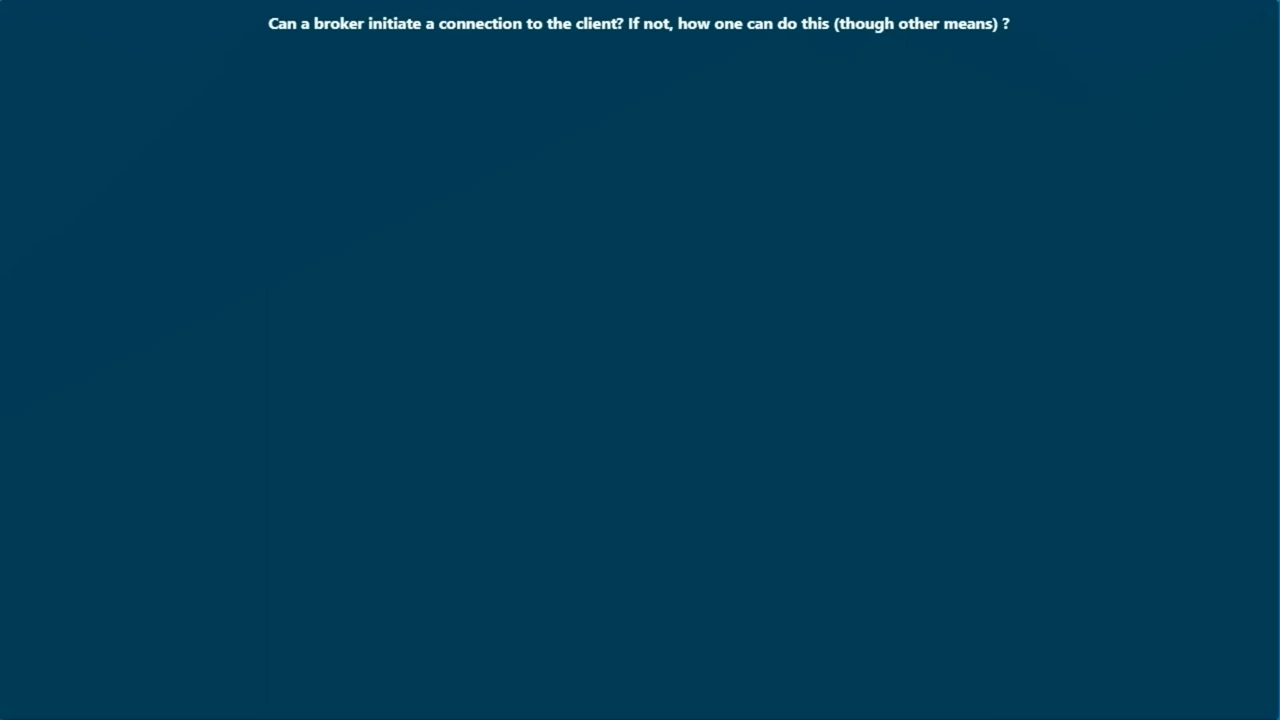 Can a broker initiate a connection to the client? If not, how one can do this (though other means) ?